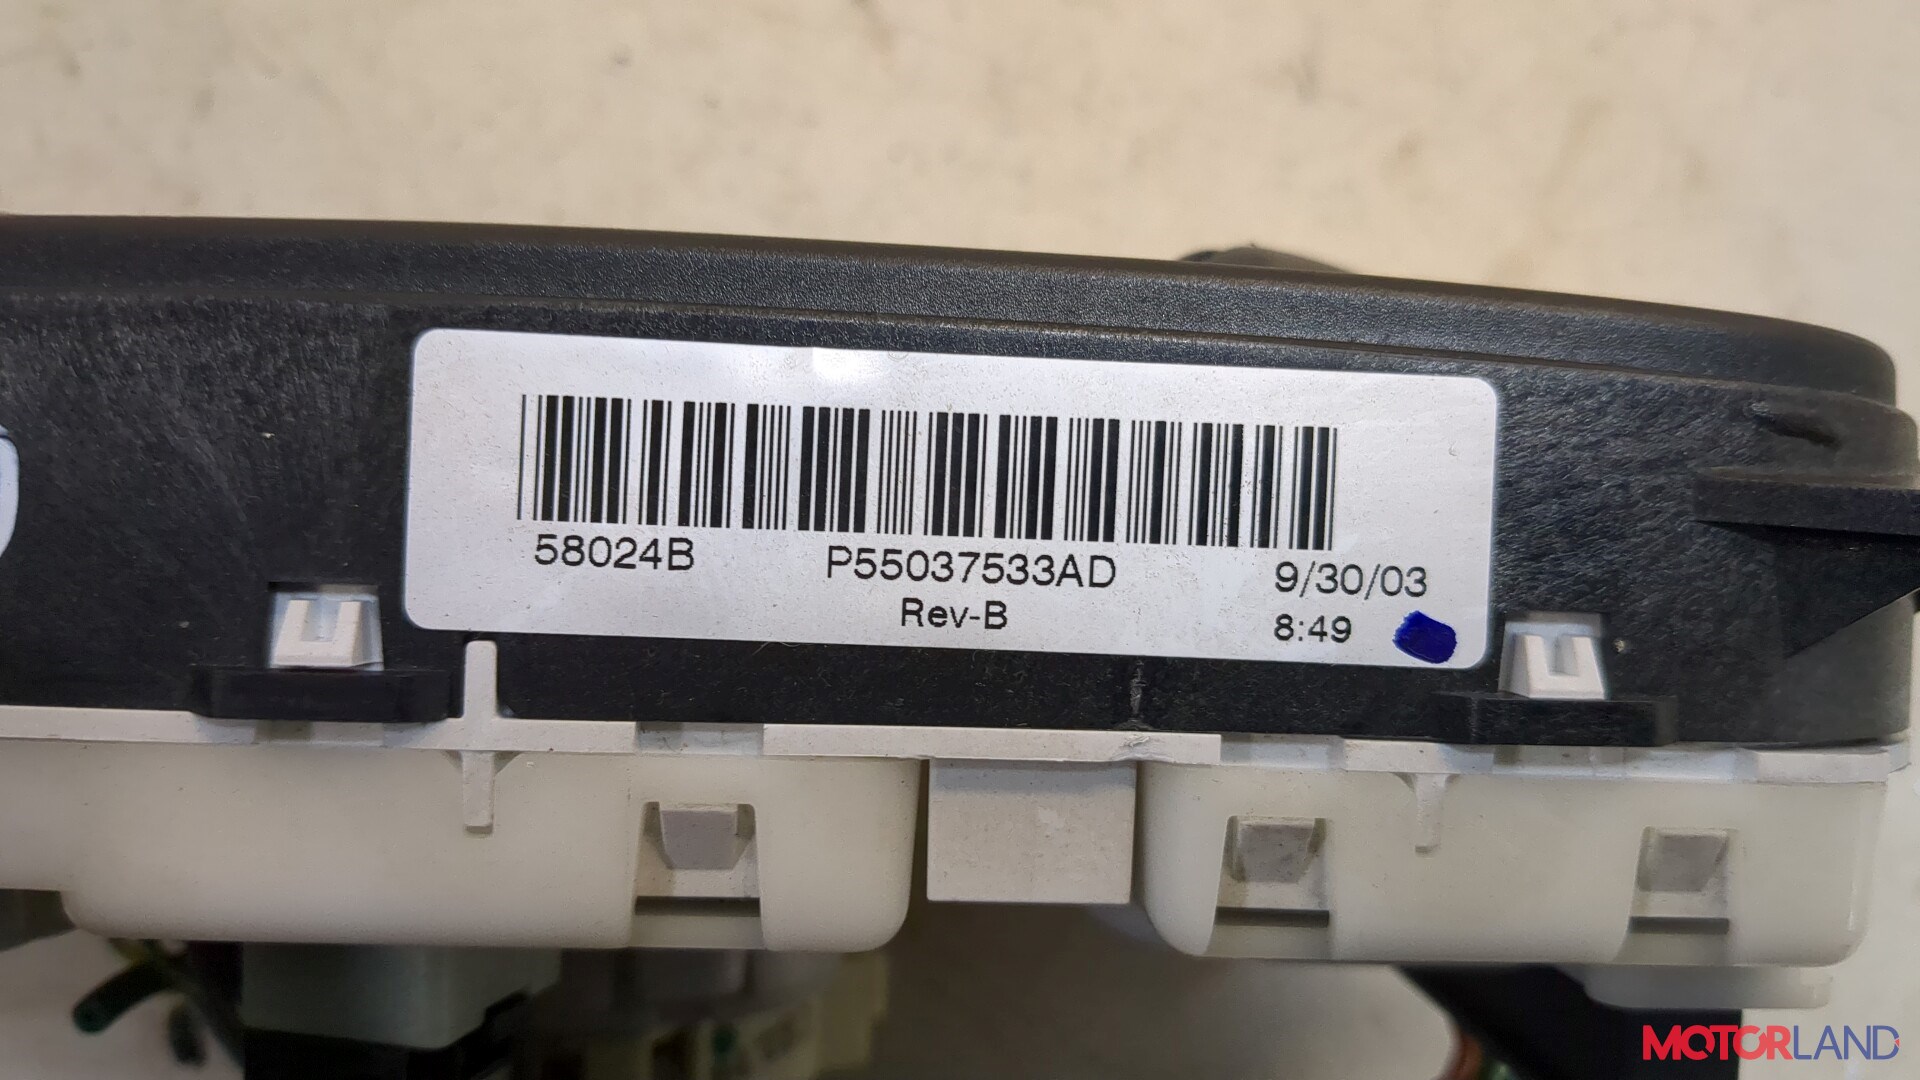 58024B P55037533AD 9/30/03
Rev-B 8:49
MOTORLAND